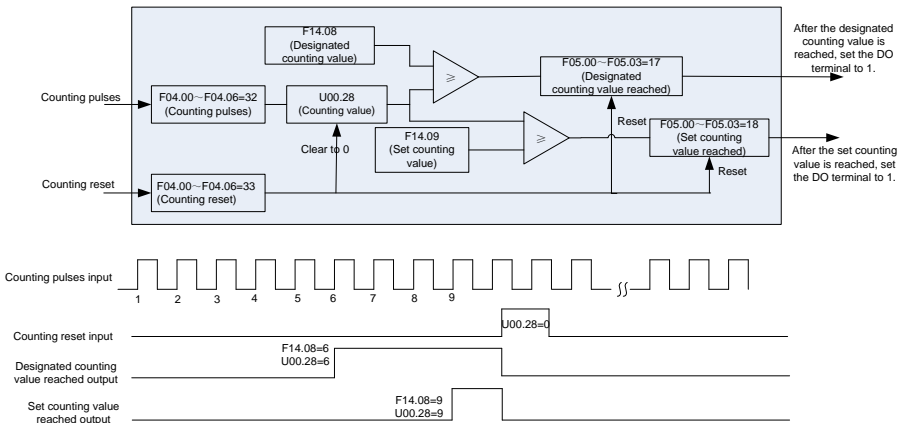 F14.08
(Designated
counting value)
After the designated
counting value is
reached, set the DO
terminal to 1.
F05.00～F05.03=17
(Designated
counting value reached)
≥
Counting pulses
F04.00～F04.06=32
(Counting pulses)
U00.28
(Counting value)
F14.09
(Set counting
value)
≥
Reset
F05.00～F05.03=18
(Set counting
value reached)
Clear to 0
Reset
After the set counting
value is reached, set
the DO terminal to 1.
Counting reset
F04.00～F04.06=33
(Counting reset)
Counting pulses input
1 2 3 4 5 6 7 8 9
Counting reset input
U00.28=0
Designated counting
value reached output
F14.08=6
U00.28=6
Set counting value
reached output
F14.08=9
U00.28=9